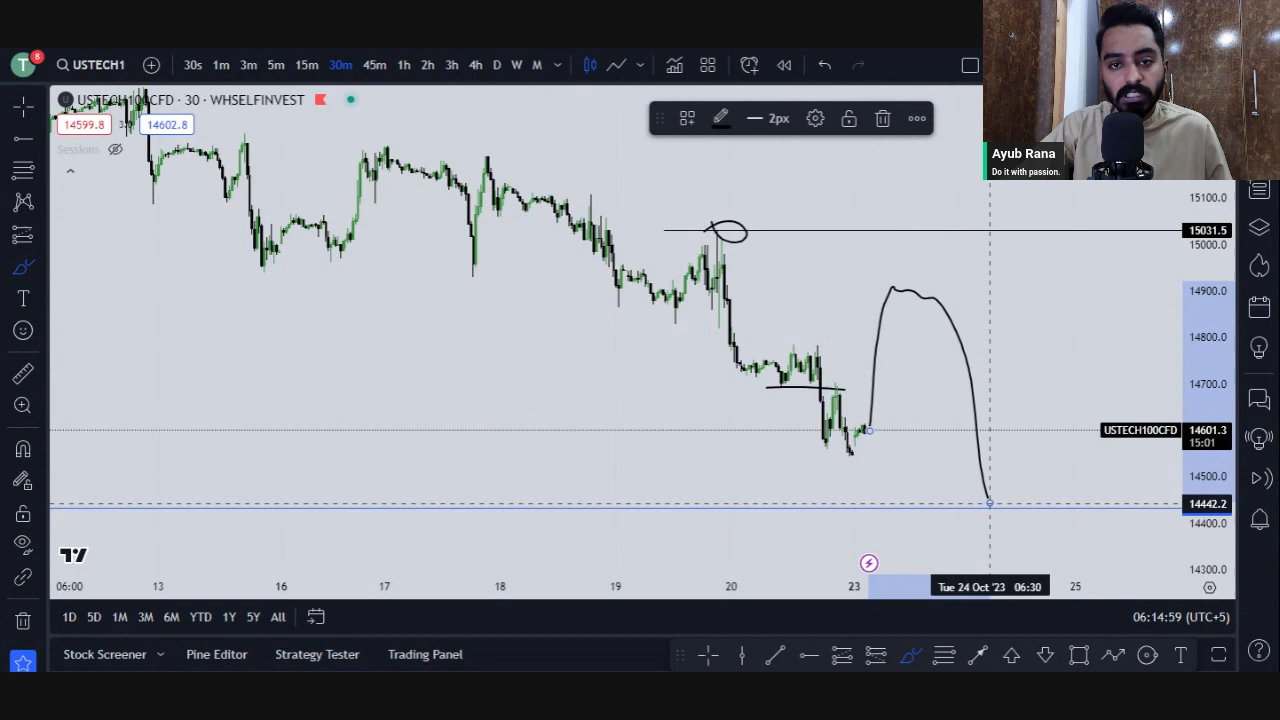 T
8
USTECH1
30s 1m 3m 5m 15m 30m 45m 1h 2h 3h 4h D W M
USTECH100CFD · 30 · WHSELFINVEST
14599.8
14602.8
Sessions
2px
Ayub Rana
Do it with passion.
15100.0
15031.5
15000.0
14900.0
14800.0
14700.0
USTECH100CFD 14601.3
15:01
14500.0
14442.2
14400.0
14300.0
06:00 13 16 17 18 19 20 23 Tue 24 Oct '23 06:30 25
1D 5D 1M 3M 6M YTD 1Y 5Y All
06:14:59 (UTC+5)
Stock Screener Pine Editor Strategy Tester Trading Panel